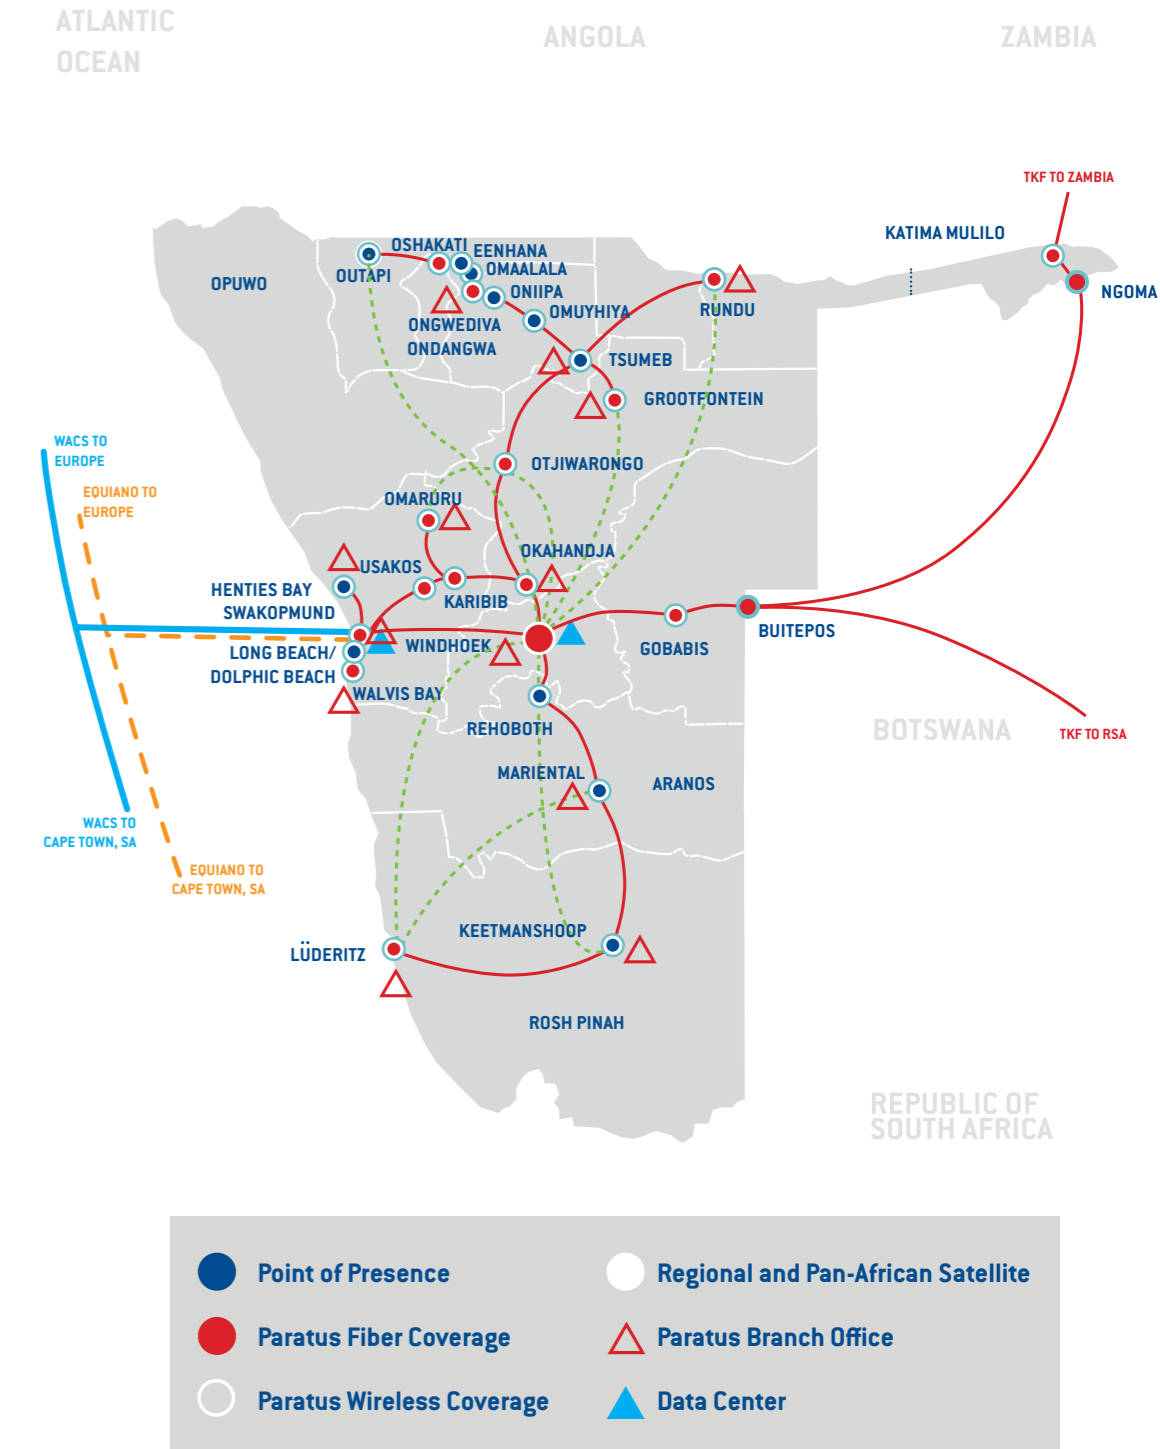 ATLANTIC
OCEAN
ANGOLA
ZAMBIA
TKF TO ZAMBIA
KATIMA MULILO
NGOMA
OSHAKATI
EENHANA
OUTAPI
OMAALALA
OPUWO
ONIIPA
OMUYHIYA
RUNDU
ONGWEDIVA
ONDANGWA
TSUMEB
GROOTFONTEIN
WACS TO
EUROPE
OTJIWARONGO
EQUIANO TO
EUROPE
OMARURU
OKAHANDJA
USAKOS
HENTIES BAY
KARIBIB
SWAKOPMUND
BUITEPOS
WINDHOEK
GOBABIS
LONG BEACH/
DOLPHIC BEACH
WALVIS BAY
REHOBOTH
BOTSWANA
TKF TO RSA
MARIENTAL
ARANOS
WACS TO
CAPE TOWN, SA
EQUIANO TO
CAPE TOWN, SA
KEETMANSHOOP
LÜDERITZ
ROSH PINAH
REPUBLIC OF
SOUTH AFRICA
Point of Presence
Regional and Pan-African Satellite
Paratus Fiber Coverage
Paratus Branch Office
Paratus Wireless Coverage
Data Center